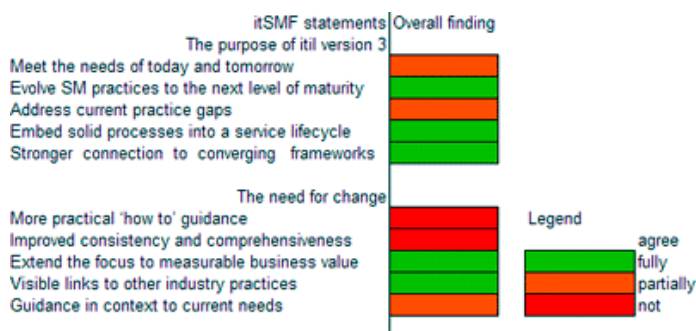 itSMF statements Overall finding
The purpose of itil version 3
Meet the needs of today and tomorrow
Evolve SM practices to the next level of maturity
Address current practice gaps
Embed solid processes into a service lifecycle
Stronger connection to converging frameworks
The need for change
More practical 'how to' guidance Legend
Improved consistency and comprehensiveness agree
Extend the focus to measurable business value fully
Visible links to other industry practices partially
Guidance in context to current needs not